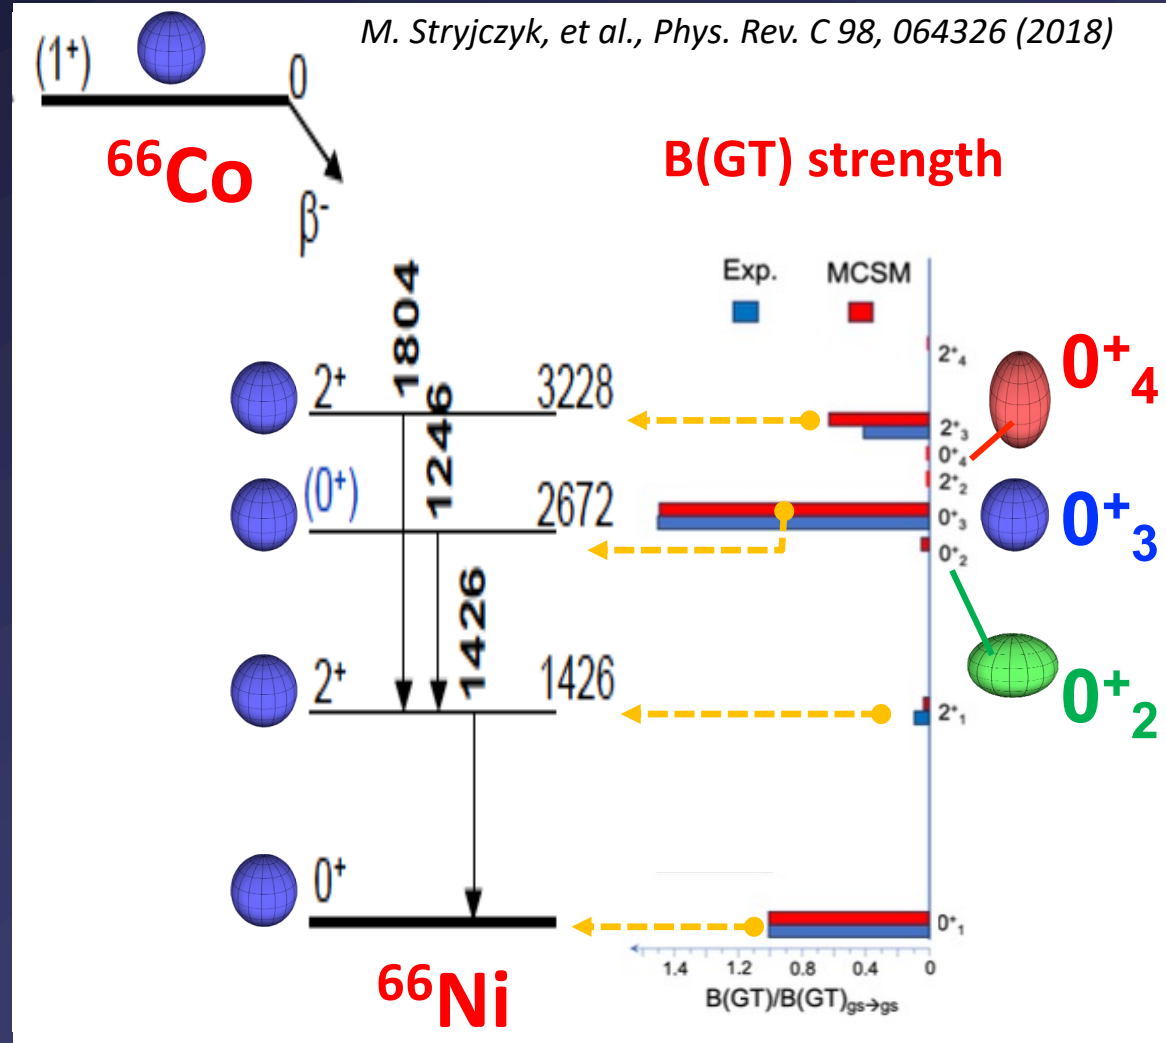 M. Stryjczyk, et al., Phys. Rev. C 98, 064326 (2018)
(1⁺) 0
⁶⁶Co
β⁻
B(GT) strength
Exp. MCSM
1804
1246
1426
2⁺ 3228
(0⁺) 2672
2⁺ 1426
0⁺
⁶⁶Ni
2⁺₄
2⁺₃
0⁺₄
2⁺₂
0⁺₃
0⁺₂
2⁺₁
0⁺₁
0⁺₄
0⁺₃
0⁺₂
1.4 1.2 0.8 0.4 0
B(GT)/B(GT)gs→gs